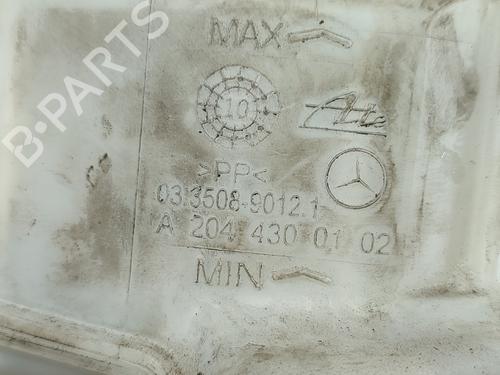 MAX
10
Ate
>PP<
03.3508-9012.1
A 204 430 01 02
MIN
B-PARTS